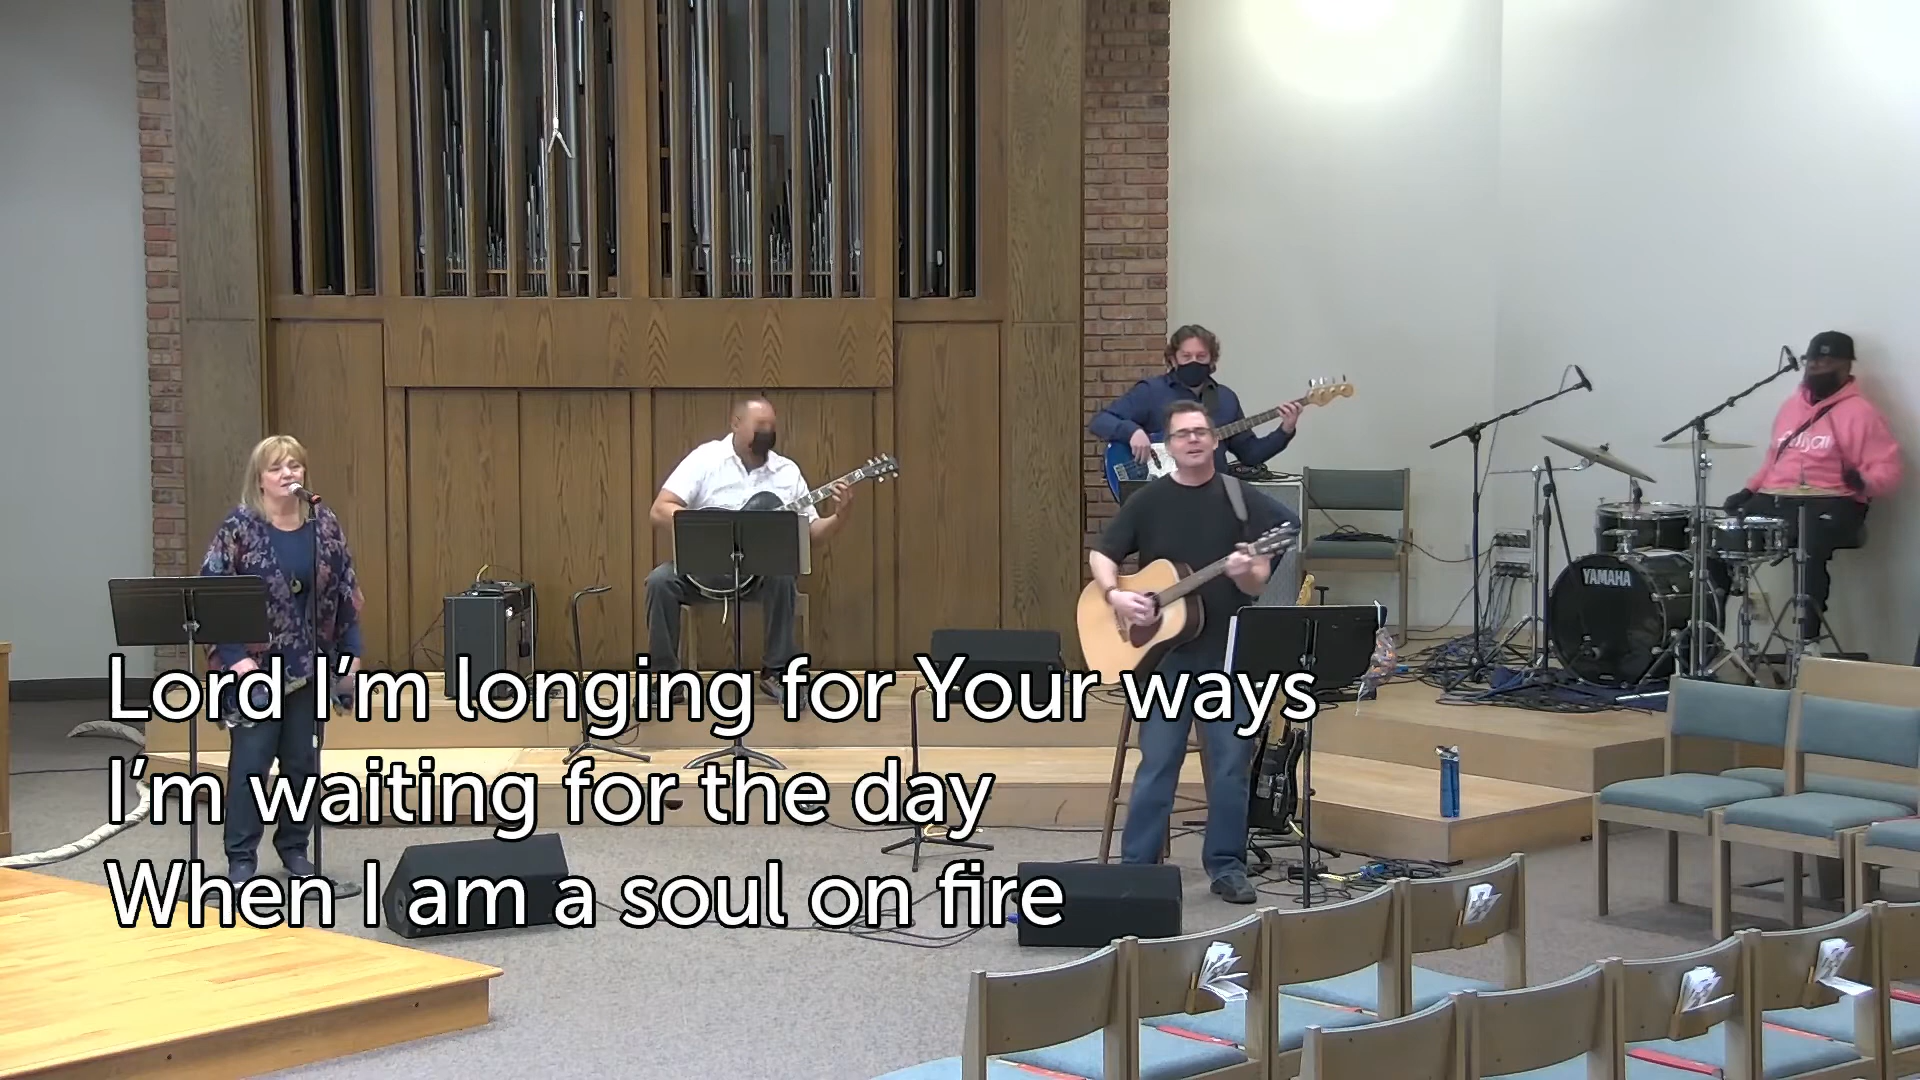 YAMAHA
Lord I'm longing for Your ways
I'm waiting for the day
When I am a soul on fire